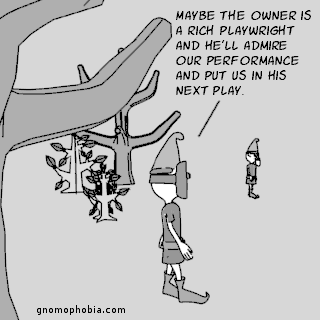 MAYBE THE OWNER IS
A RICH PLAYWRIGHT
AND HE'LL ADMIRE
OUR PERFORMANCE
AND PUT US IN HIS
NEXT PLAY.
gnomophobia.com